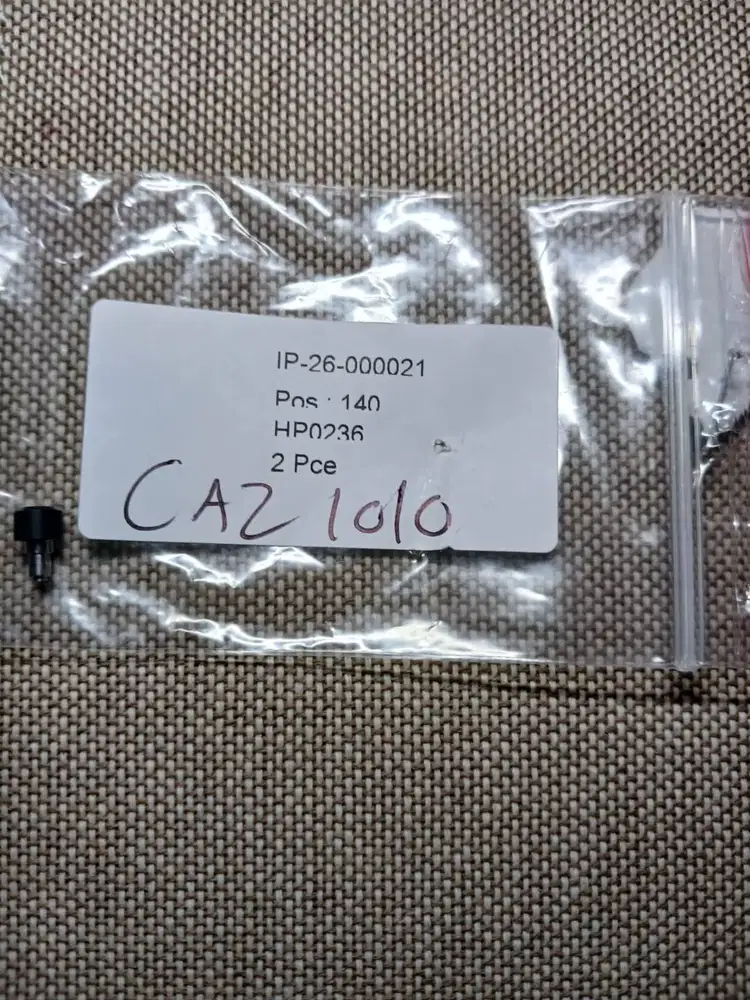 IP-26-000021
Pos : 140
HP0236
2 Pce
CAZ 1010